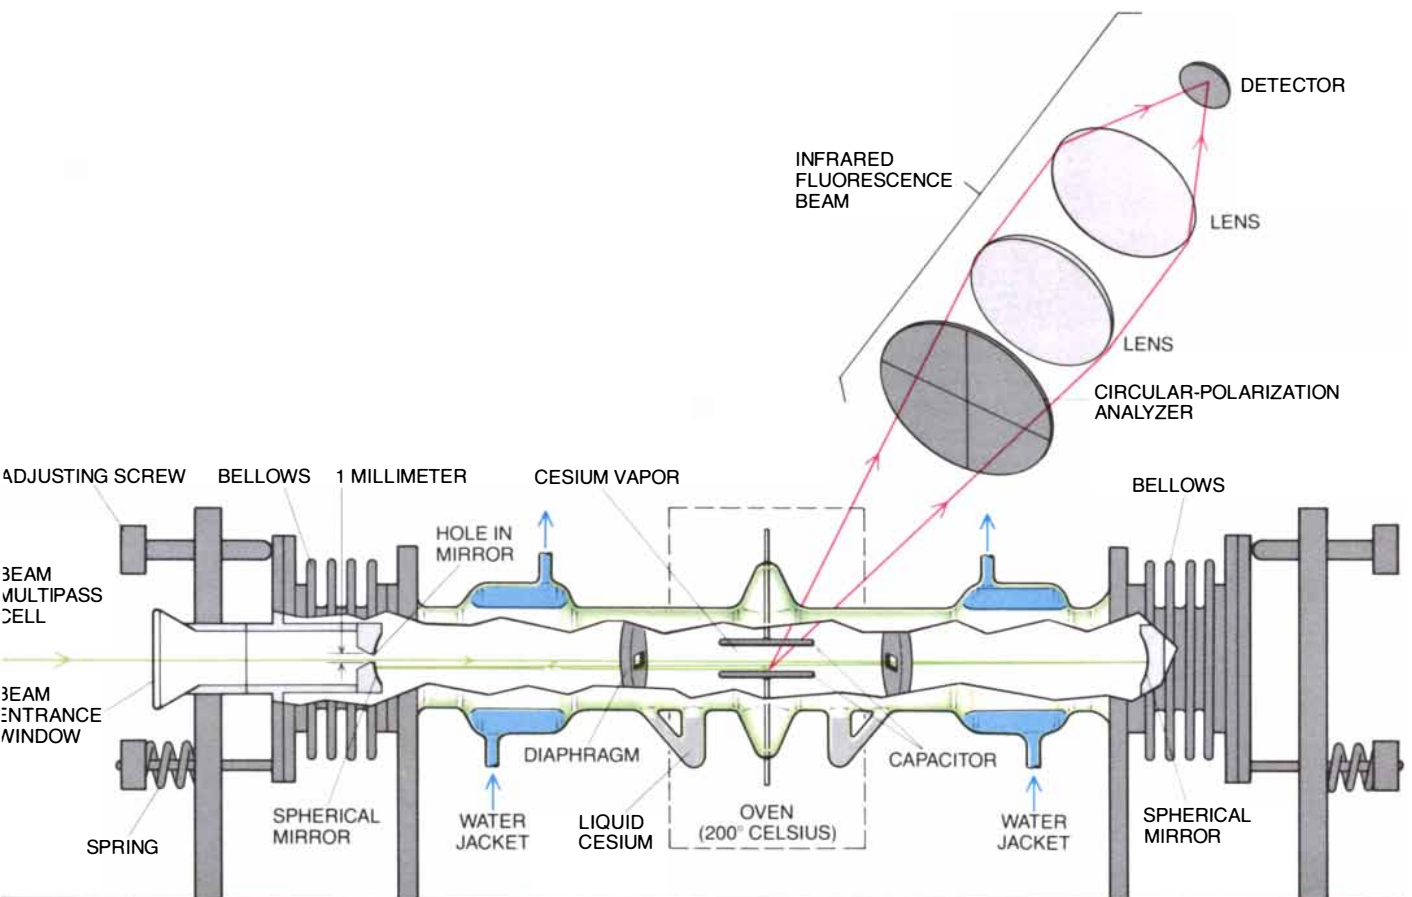 DETECTOR
INFRARED
FLUORESCENCE
BEAM
LENS
LENS
CIRCULAR-POLARIZATION
ANALYZER
ADJUSTING SCREW
BELLOWS
1 MILLIMETER
CESIUM VAPOR
BELLOWS
HOLE IN
MIRROR
BEAM
MULTIPASS
CELL
BEAM
ENTRANCE
WINDOW
DIAPHRAGM
CAPACITOR
SPRING
SPHERICAL
MIRROR
WATER
JACKET
LIQUID
CESIUM
OVEN
(200° CELSIUS)
WATER
JACKET
SPHERICAL
MIRROR